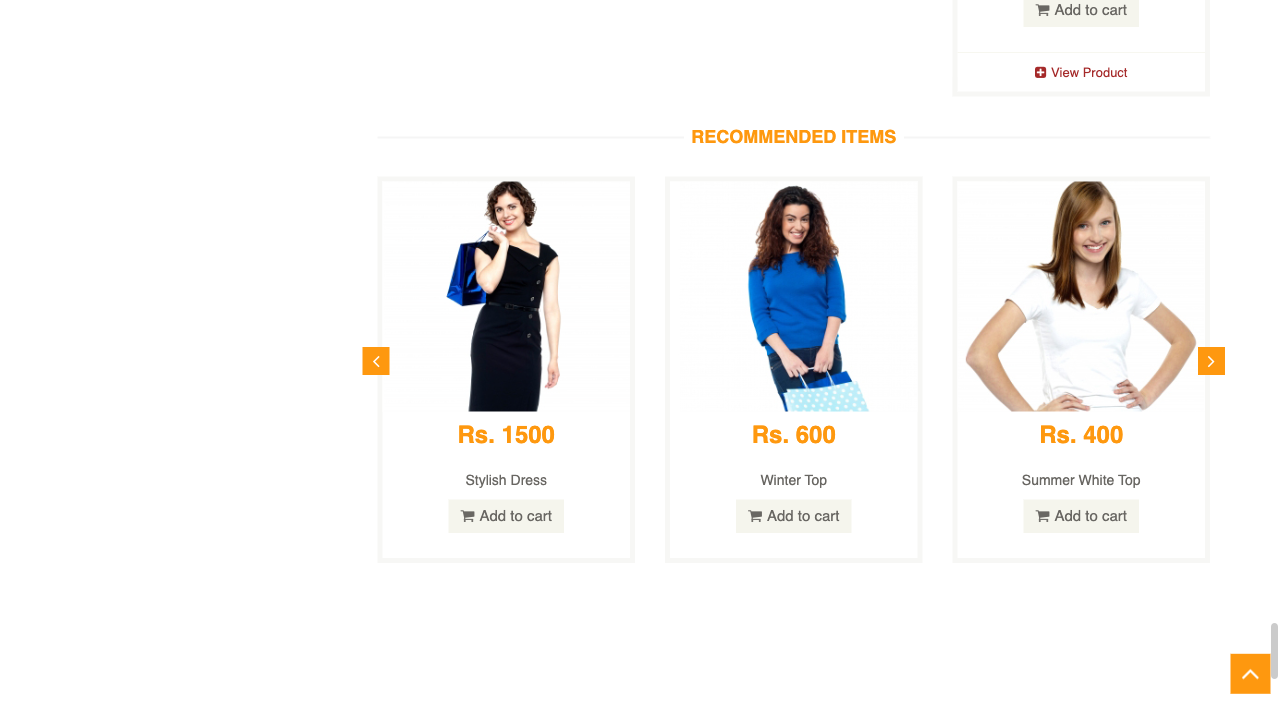 Add to cart
View Product
RECOMMENDED ITEMS
Rs. 1500
Stylish Dress
Add to cart
Rs. 600
Winter Top
Add to cart
Rs. 400
Summer White Top
Add to cart